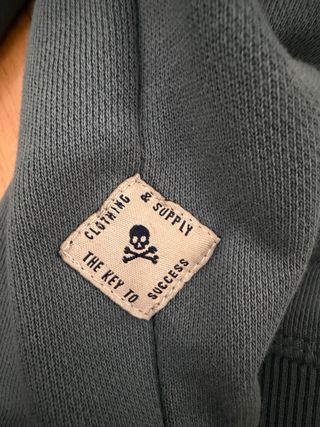 CLOTHING & SUPPLY
THE KEY TO SUCCESS